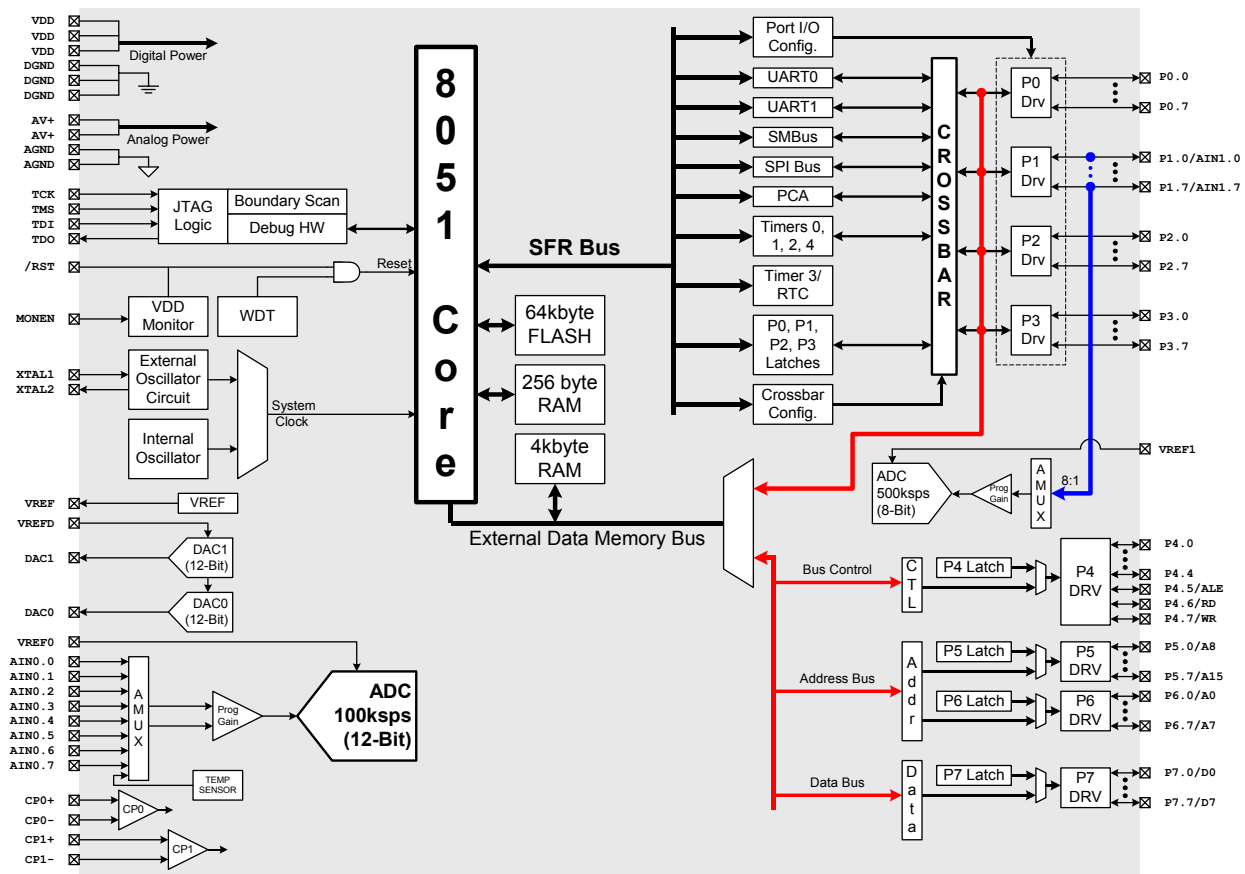 VDD
VDD
VDD
Digital Power
DGND
DGND
DGND
AV+
AV+
Analog Power
AGND
AGND
TCK
TMS
TDI
TDO
JTAG
Logic
Boundary Scan
Debug HW
/RST
Reset
MONEN
VDD
Monitor
WDT
XTAL1
XTAL2
External
Oscillator
Circuit
Internal
Oscillator
System
Clock
VREF
VREF
VREFD
DAC1
DAC1
(12-Bit)
DAC0
DAC0
(12-Bit)
VREF0
AIN0.0
AIN0.1
AIN0.2
AIN0.3
AIN0.4
AIN0.5
AIN0.6
AIN0.7
AMUX
Prog
Gain
ADC
100ksps
(12-Bit)
TEMP
SENSOR
CP0+
CP0-
CP0
CP1+
CP1-
CP1
8051 Core
SFR Bus
64kbyte
FLASH
256 byte
RAM
4kbyte
RAM
External Data Memory Bus
Port I/O
Config.
UART0
UART1
SMBus
SPI Bus
PCA
Timers 0,
1, 2, 4
Timer 3/
RTC
P0, P1,
P2, P3
Latches
Crossbar
Config.
CROSSBAR
P0
Drv
P1
Drv
P2
Drv
P3
Drv
P0.0
P0.7
P1.0/AIN1.0
P1.7/AIN1.7
P2.0
P2.7
P3.0
P3.7
VREF1
ADC
500ksps
(8-Bit)
Prog
Gain
AMUX
8:1
Bus Control
CTL
P4 Latch
P4
DRV
P4.0
P4.4
P4.5/ALE
P4.6/RD
P4.7/WR
Address Bus
Addr
P5 Latch
P5
DRV
P5.0/A8
P5.7/A15
P6 Latch
P6
DRV
P6.0/A0
P6.7/A7
Data Bus
Data
P7 Latch
P7
DRV
P7.0/D0
P7.7/D7